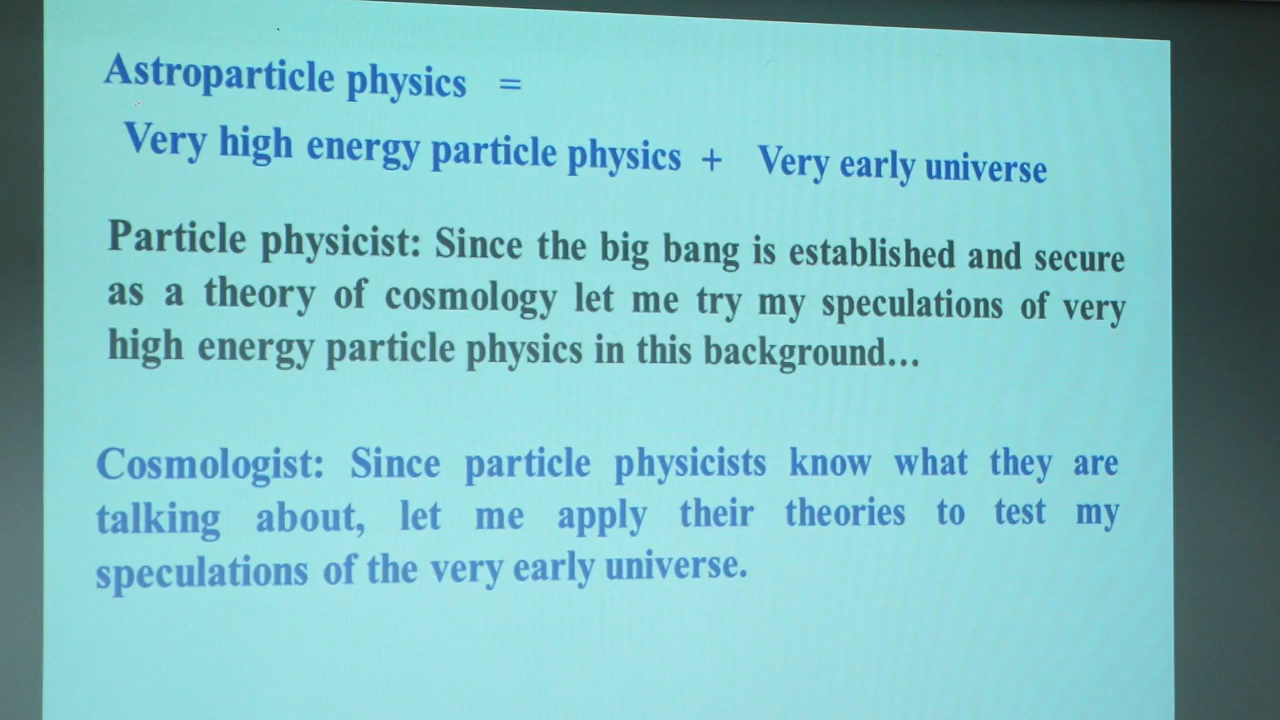 Astroparticle physics =
Very high energy particle physics + Very early universe
Particle physicist: Since the big bang is established and secure
as a theory of cosmology let me try my speculations of very
high energy particle physics in this background...
Cosmologist: Since particle physicists know what they are
talking about, let me apply their theories to test my
speculations of the very early universe.